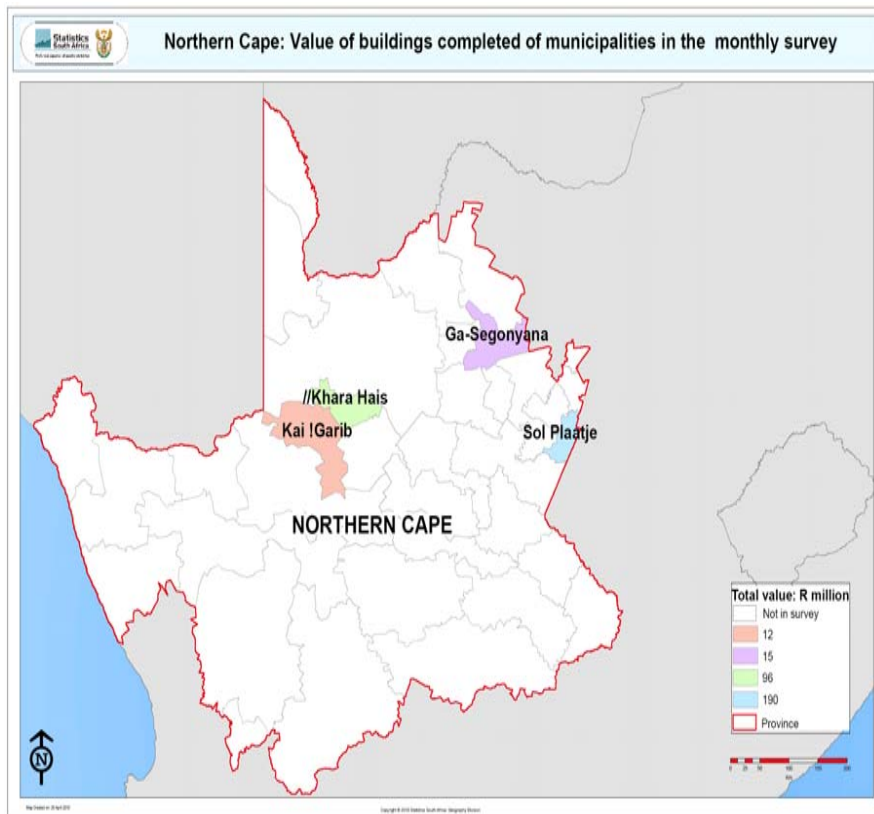 Statistics
South Africa
Northern Cape: Value of buildings completed of municipalities in the monthly survey
Ga-Segonyana
//Khara Hais
Kai !Garib
Sol Plaatje
NORTHERN CAPE
Total value: R million
Not in survey
12
15
96
190
Province
N